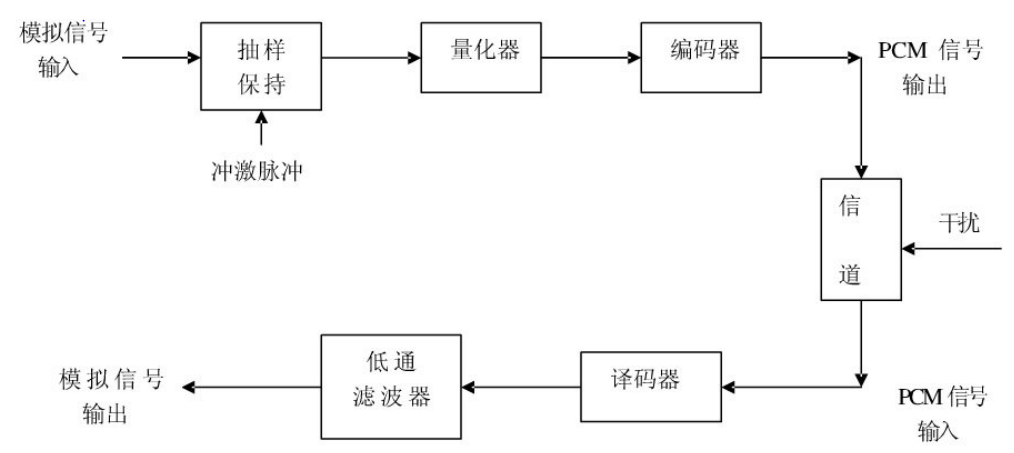 模拟信号
输入
抽样
保持
量化器
编码器
PCM 信号
输出
冲激脉冲
信
道
干扰
低通
滤波器
译码器
模拟信号
输出
PCM 信号
输入